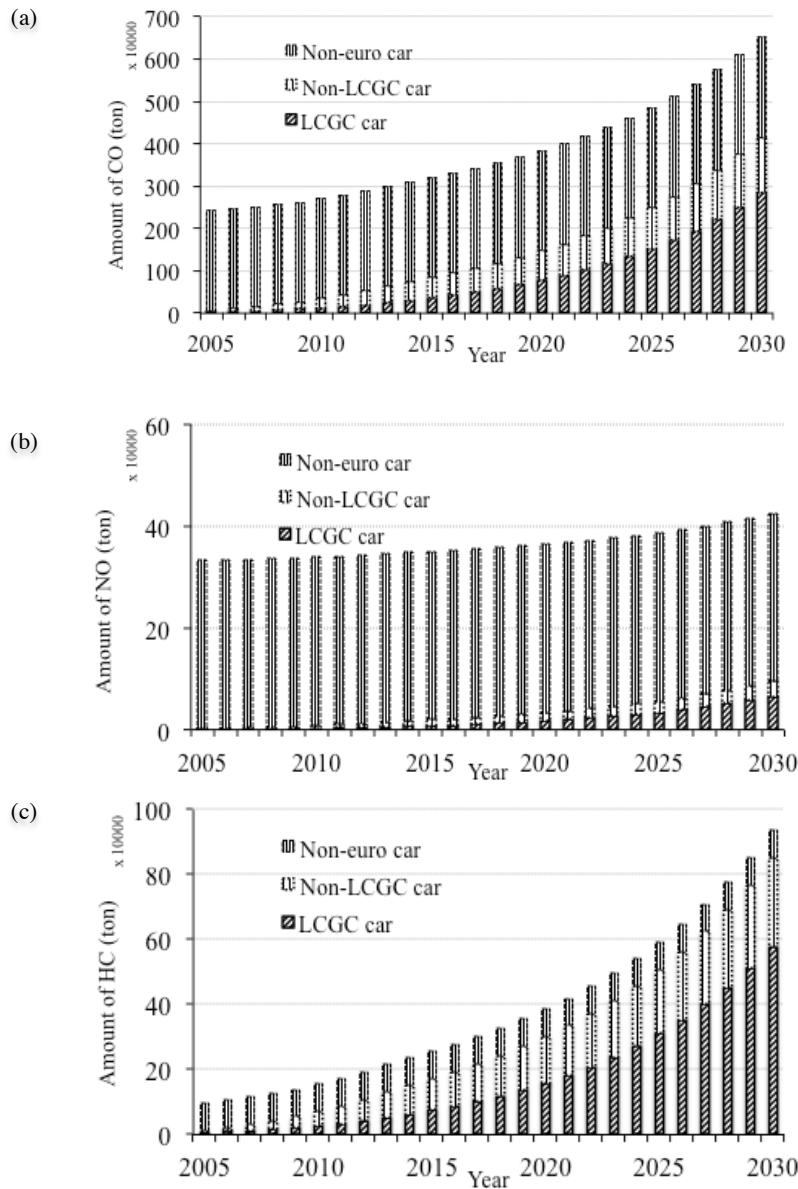 (a)
Amount of CO (ton)
x 10000
700
600
500
400
300
200
100
0
Non-euro car
Non-LCGC car
LCGC car
2005 2010 2015 2020 2025 2030
Year
(b)
Amount of NO (ton)
x 10000
60
40
20
0
Non-euro car
Non-LCGC car
LCGC car
2005 2010 2015 2020 2025 2030
Year
(c)
Amount of HC (ton)
x 10000
100
80
60
40
20
0
Non-euro car
Non-LCGC car
LCGC car
2005 2010 2015 2020 2025 2030
Year